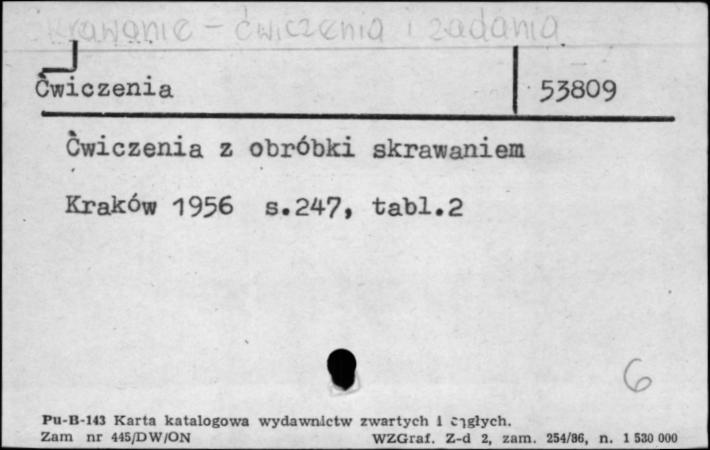 Skrawanie - ćwiczenia i zadania
Ćwiczenia 53809
Ćwiczenia z obróbki skrawaniem
Kraków 1956 s.247, tabl.2
6
Pu-B-143 Karta katalogowa wydawnictw zwartych i ciągłych.
Zam nr 445/DW/ON WZGraf. Z-d 2, zam. 254/86, n. 1 530 000